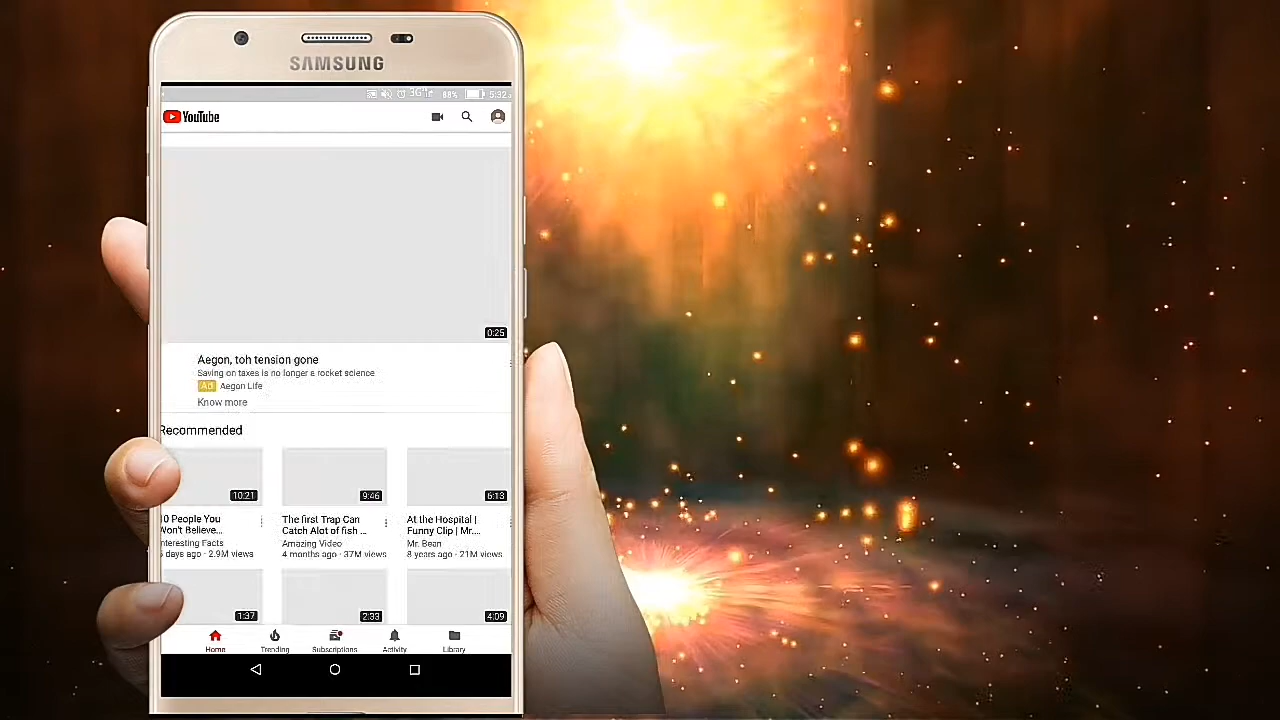 SAMSUNG
3G 88% 5:32
YouTube
0:25
Aegon, toh tension gone
Saving on taxes is no longer a rocket science
Ad Aegon Life
Know more
Recommended
10:21 9:46 6:13
10 People You
Won't Believe...
Interesting Facts
days ago · 2.9M views
The first Trap Can
Catch Alot of fish ...
Amazing Video
4 months ago · 37M views
At the Hospital |
Funny Clip | Mr....
Mr. Bean
8 years ago · 21M views
1:37 2:33 4:09
Home Trending Subscriptions Activity Library